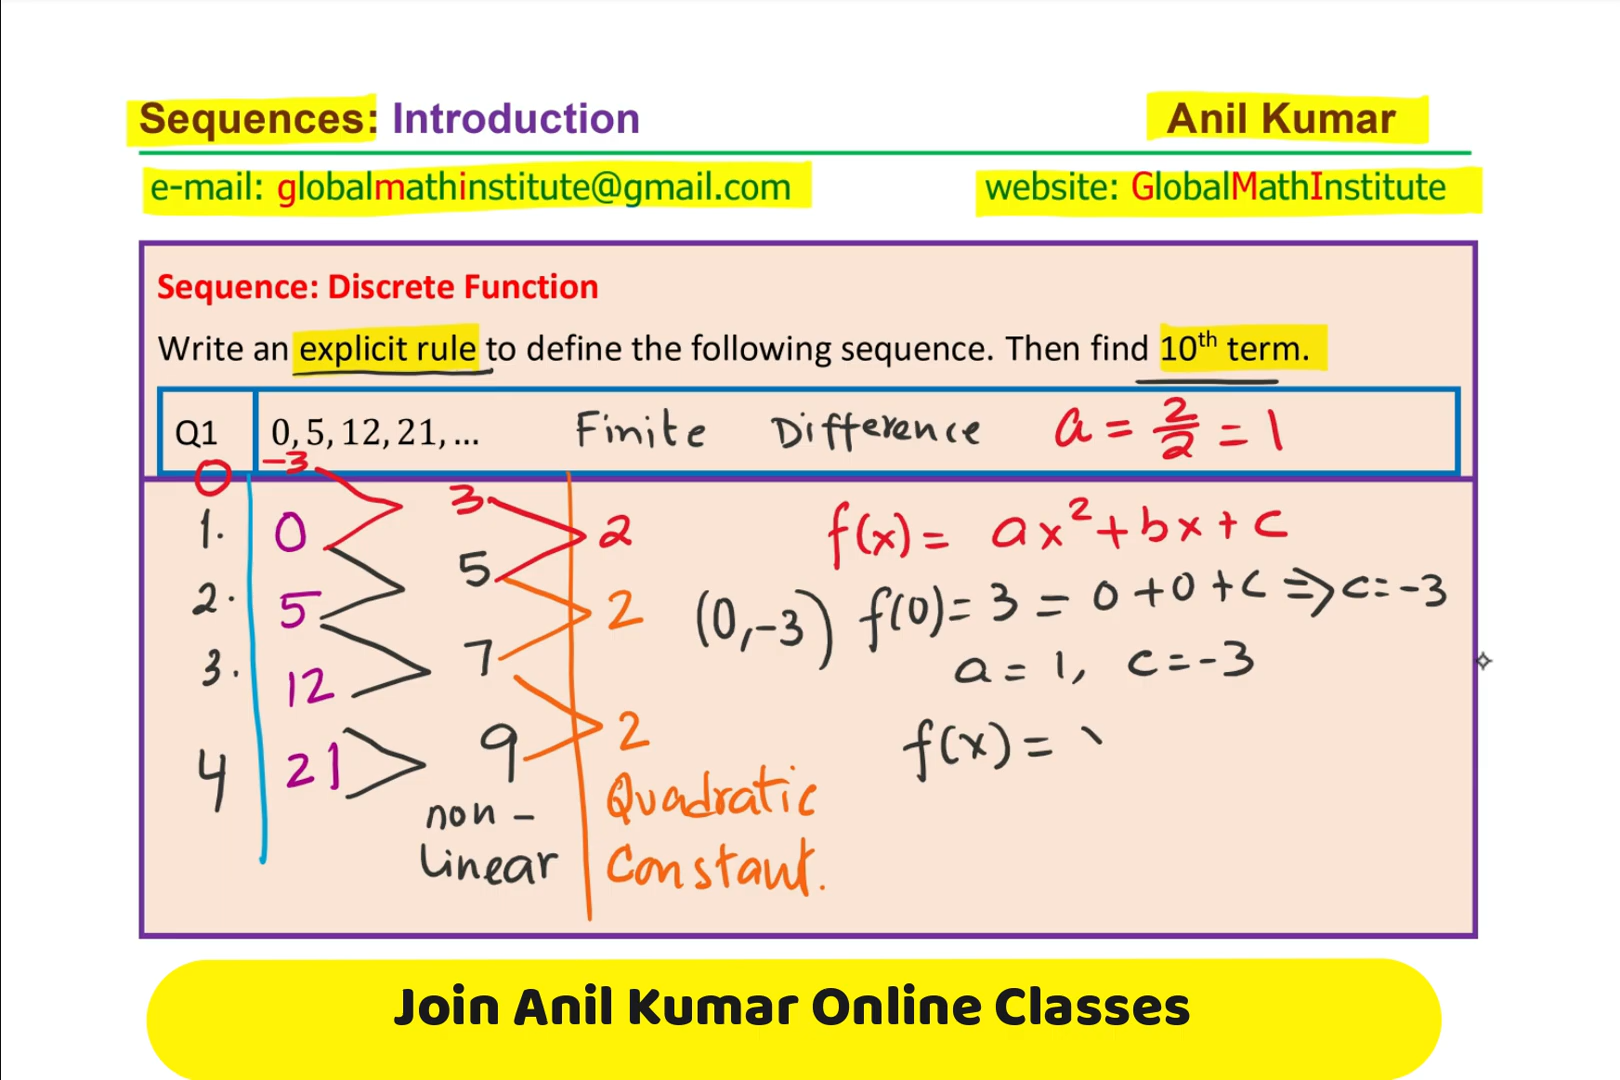 Sequences: Introduction Anil Kumar
e-mail: globalmathinstitute@gmail.com website: GlobalMathInstitute
Sequence: Discrete Function
Write an explicit rule to define the following sequence. Then find 10th term.
Q1 0, 5, 12, 21, ... Finite Difference a = 2/2 = 1
0 -3
3
1. 0 2 f(x) = ax² + bx + c
5
2. 5 2 (0,-3) f(0) = 3 = 0 + 0 + c ⇒ c = -3
3. 12 7 a = 1, c = -3
4 21 9 2 f(x) =
non - Quadratic
Linear Constant.
Join Anil Kumar Online Classes